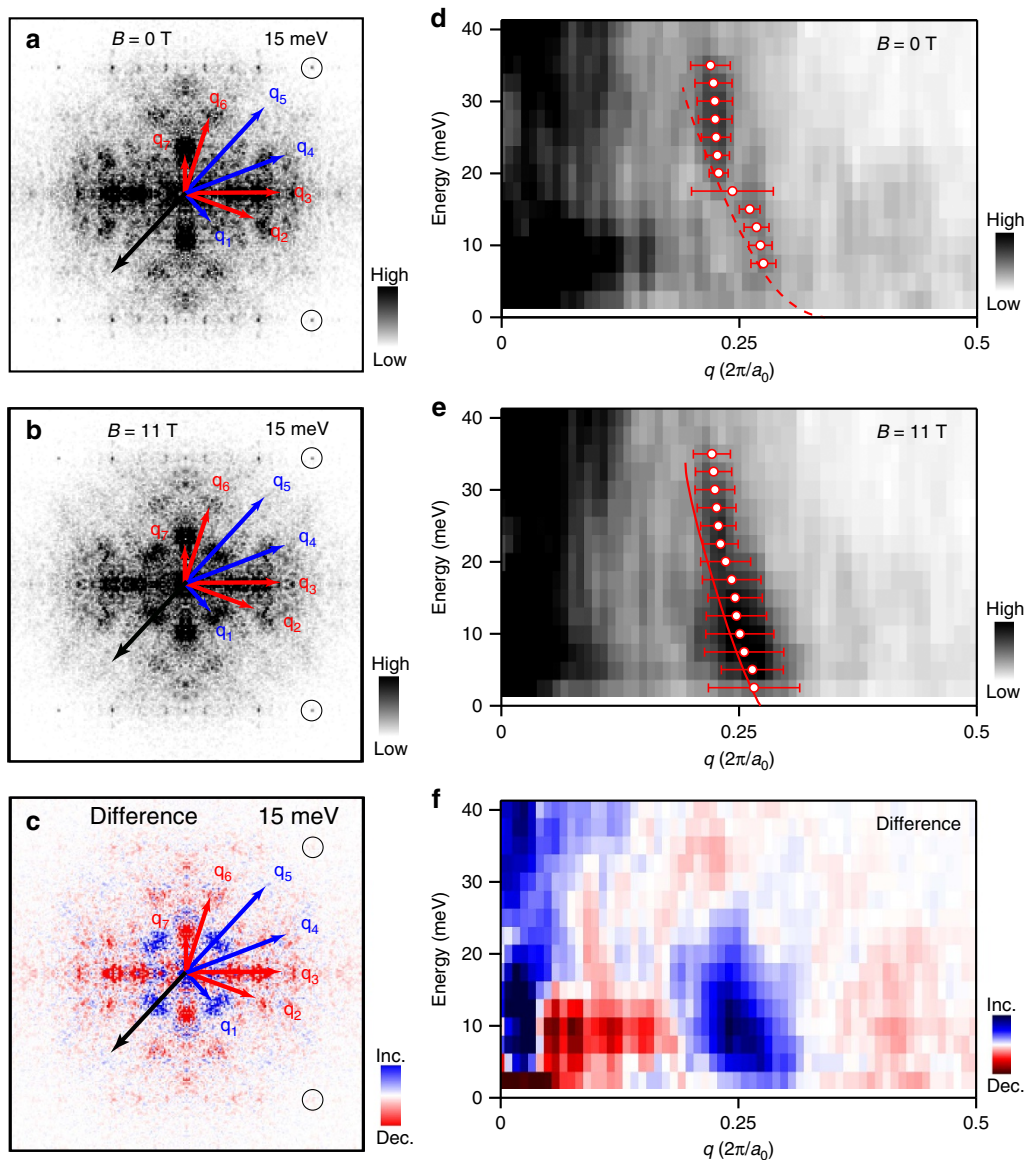 a
B = 0 T
15 meV
q6
q5
q7
q4
q3
q2
q1
High
Low
b
B = 11 T
15 meV
q6
q5
q7
q4
q3
q2
q1
High
Low
c
Difference
15 meV
q6
q5
q7
q4
q3
q2
q1
Inc.
Dec.
d
B = 0 T
40
30
20
10
0
Energy (meV)
0
0.25
0.5
q (2π/a0)
High
Low
e
B = 11 T
40
30
20
10
0
Energy (meV)
0
0.25
0.5
q (2π/a0)
High
Low
f
Difference
40
30
20
10
0
Energy (meV)
0
0.25
0.5
q (2π/a0)
Inc.
Dec.